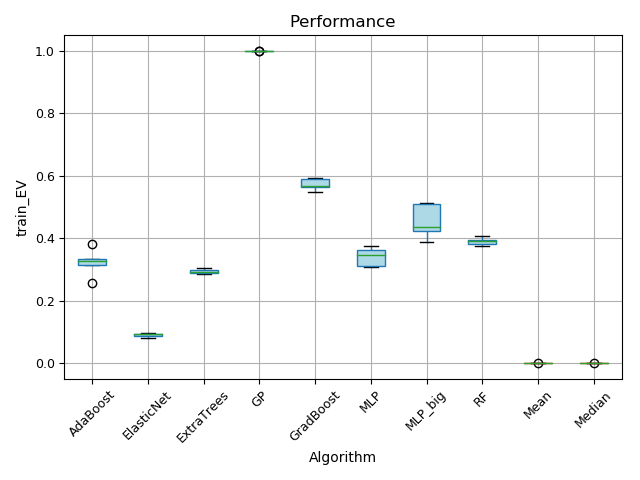 Performance
train_EV
1.0
0.8
0.6
0.4
0.2
0.0
AdaBoost
ElasticNet
ExtraTrees
GP
GradBoost
MLP
MLP_big
RF
Mean
Median
Algorithm